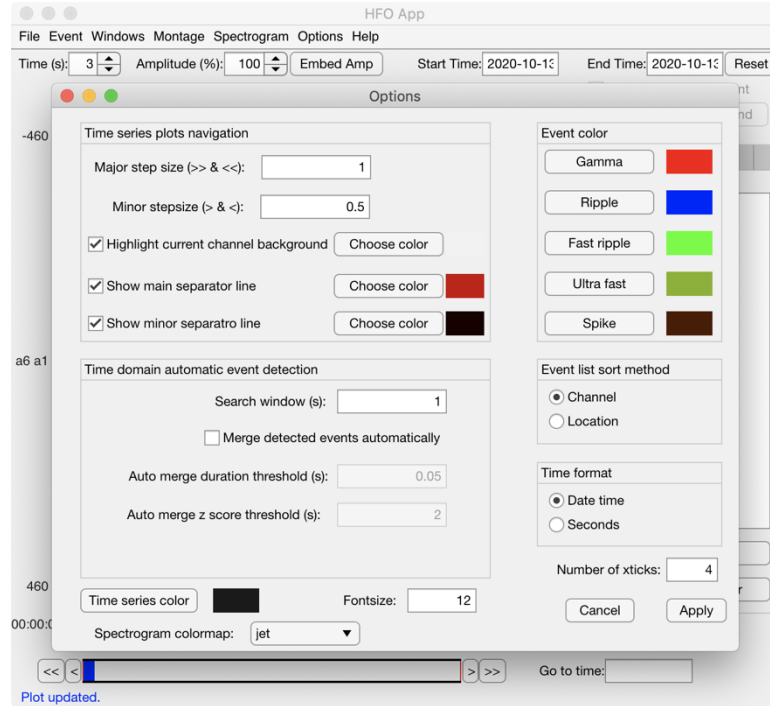 HFO App
File Event Windows Montage Spectrogram Options Help
Time (s): 3 Amplitude (%): 100 Embed Amp Start Time: 2020-10-13 End Time: 2020-10-13 Reset
Options
-460
Time series plots navigation
Major step size (>> & <<): 1
Minor stepsize (> & <): 0.5
Highlight current channel background Choose color
Show main separator line Choose color
Show minor separatro line Choose color
Event color
Gamma
Ripple
Fast ripple
Ultra fast
Spike
a6 a1
Time domain automatic event detection
Search window (s): 1
Merge detected events automatically
Auto merge duration threshold (s): 0.05
Auto merge z score threshold (s): 2
Event list sort method
Channel
Location
Time format
Date time
Seconds
Number of xticks: 4
460
Time series color Fontsize: 12
Cancel Apply
Spectrogram colormap: jet
00:00:0
<< < > >> Go to time:
Plot updated.